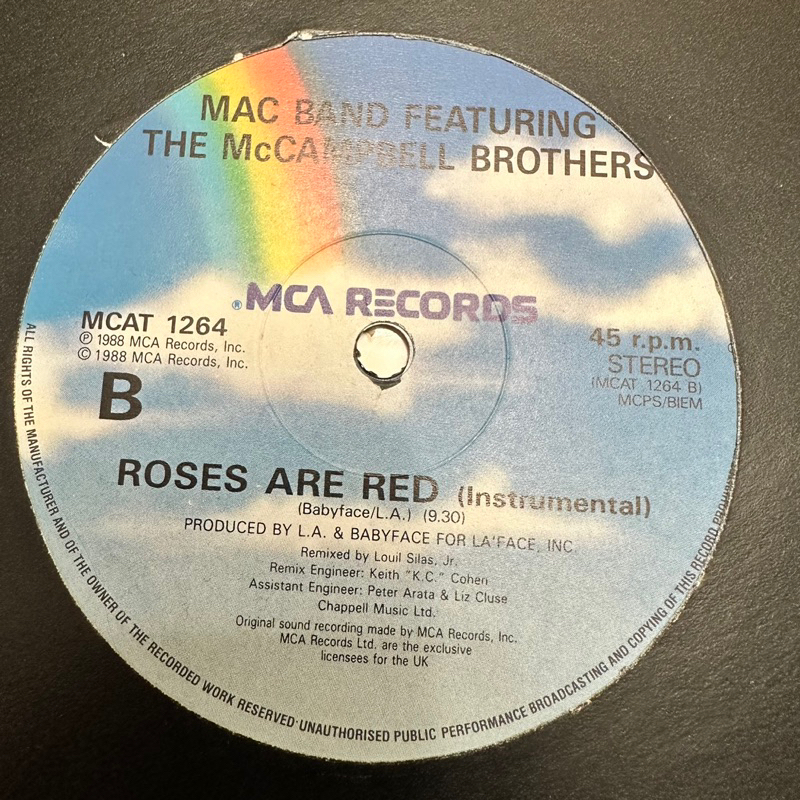 MAC BAND FEATURING
THE McCAMPBELL BROTHERS
®MCA RECORDS
MCAT 1264
Ⓟ 1988 MCA Records, Inc.
© 1988 MCA Records, Inc.
B
45 r.p.m.
STEREO
(MCAT 1264 B)
MCPS/BIEM
ROSES ARE RED (Instrumental)
(Babyface/L.A.) (9.30)
PRODUCED BY L.A. & BABYFACE FOR LA'FACE, INC.
Remixed by Louil Silas, Jr.
Remix Engineer: Keith "K.C." Cohen
Assistant Engineer: Peter Arata & Liz Cluse
Chappell Music Ltd.
Original sound recording made by MCA Records, Inc.
MCA Records Ltd. are the exclusive
licensees for the UK
ALL RIGHTS OF THE MANUFACTURER AND OF THE OWNER OF THE RECORDED WORK RESERVED·UNAUTHORISED PUBLIC PERFORMANCE BROADCASTING AND COPYING OF THIS RECORD